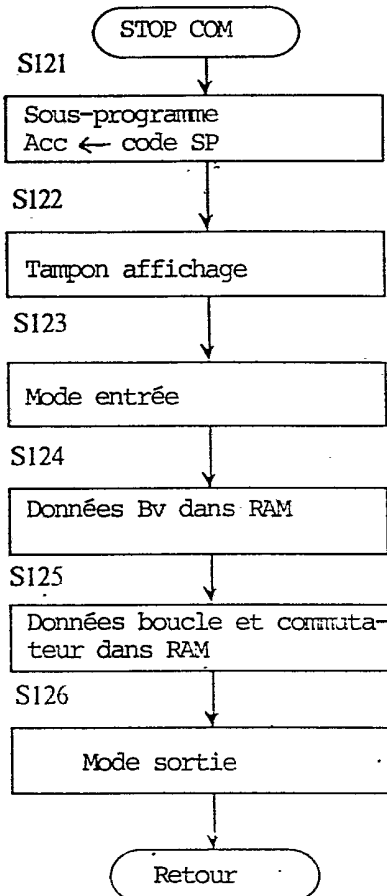 STOP COM
S121
Sous-programme
Acc ← code SP
S122
Tampon affichage
S123
Mode entrée
S124
Données Bv dans RAM
S125
Données boucle et commuta-
teur dans RAM
S126
Mode sortie
Retour